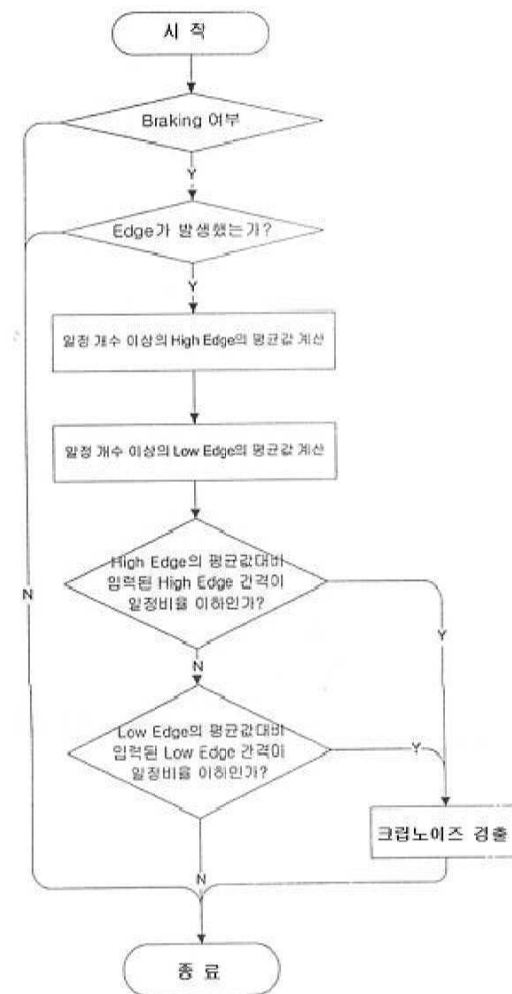 시 작
Braking 여부
Y
Edge가 발생했는가?
Y
일정 개수 이상의 High Edge의 평균값 계산
일정 개수 이상의 Low Edge의 평균값 계산
High Edge의 평균값대비
입력된 High Edge 간격이
일정비율 이하인가?
N
Y
N
Low Edge의 평균값대비
입력된 Low Edge 간격이
일정비율 이하인가?
Y
크립노이즈 검출
N
종 료